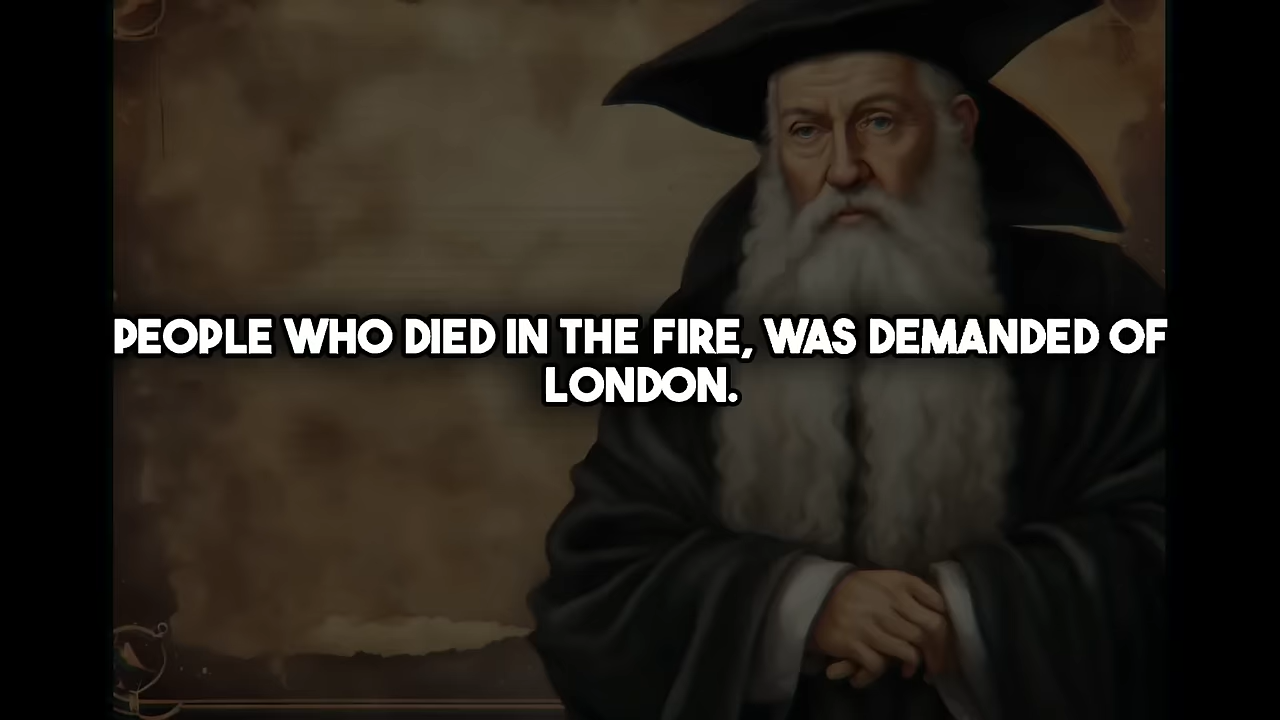 PEOPLE WHO DIED IN THE FIRE, WAS DEMANDED OF
LONDON.